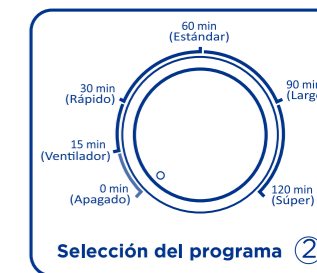 60 min
(Estándar)
30 min
(Rápido)
90 min
15 min
(Ventilador)
0 min
(Apagado)
120 min
(Súper)
Selección del programa 2